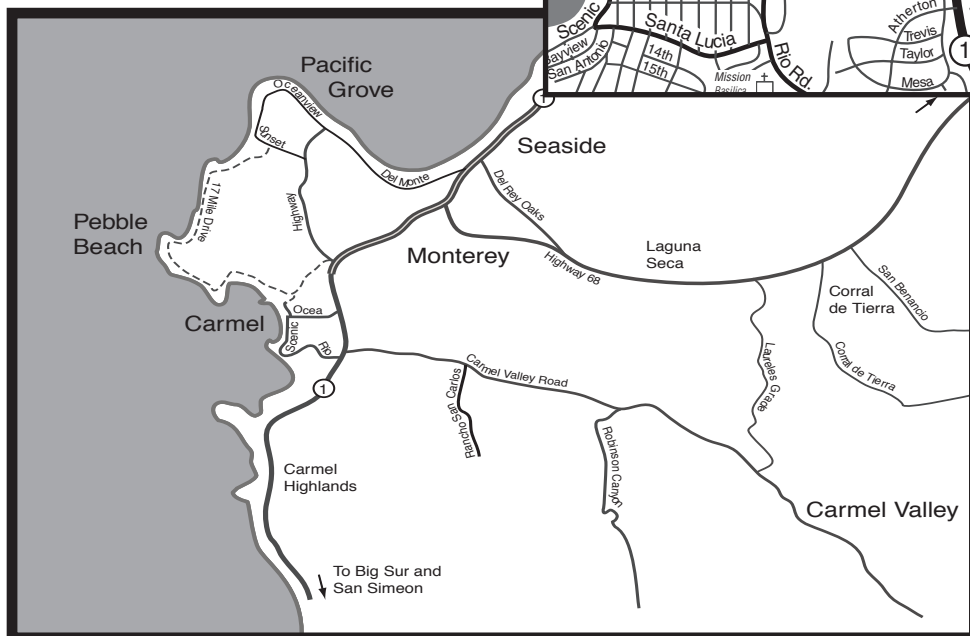 Scenic
Santa Lucia
Bayview
San Antonio
14th
15th
Mission
Basilica
Rio Rd.
Atherton
Trevis
Taylor
Mesa
1
1
Pacific
Grove
Oceanview
Sunset
Seaside
Del Monte
Del Rey Oaks
17 Mile Drive
Highway
Pebble
Beach
Monterey
Highway 68
Laguna
Seca
San Benancio
Corral
de Tierra
Corral de Tierra
Carmel
Ocea
Scenic
Rio
Carmel Valley Road
Laureles Grade
1
Rancho San Carlos
Robinson Canyon
Carmel
Highlands
Carmel Valley
To Big Sur and
San Simeon